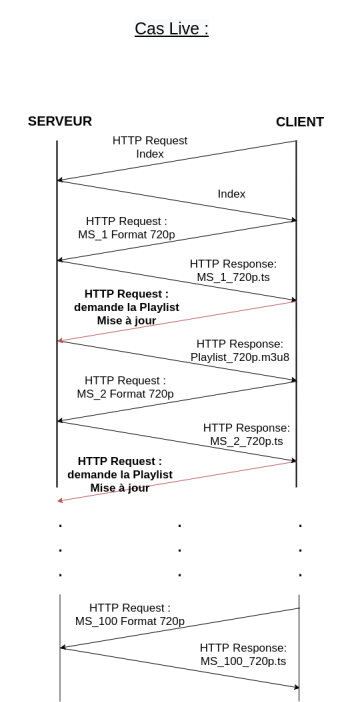 Cas Live :
SERVEUR
CLIENT
HTTP Request
Index
Index
HTTP Request :
MS_1 Format 720p
HTTP Response:
MS_1_720p.ts
HTTP Request :
demande la Playlist
Mise à jour
HTTP Response:
Playlist_720p.m3u8
HTTP Request :
MS_2 Format 720p
HTTP Response:
MS_2_720p.ts
HTTP Request :
demande la Playlist
Mise à jour
. . .
. . .
. . .
HTTP Request :
MS_100 Format 720p
HTTP Response:
MS_100_720p.ts